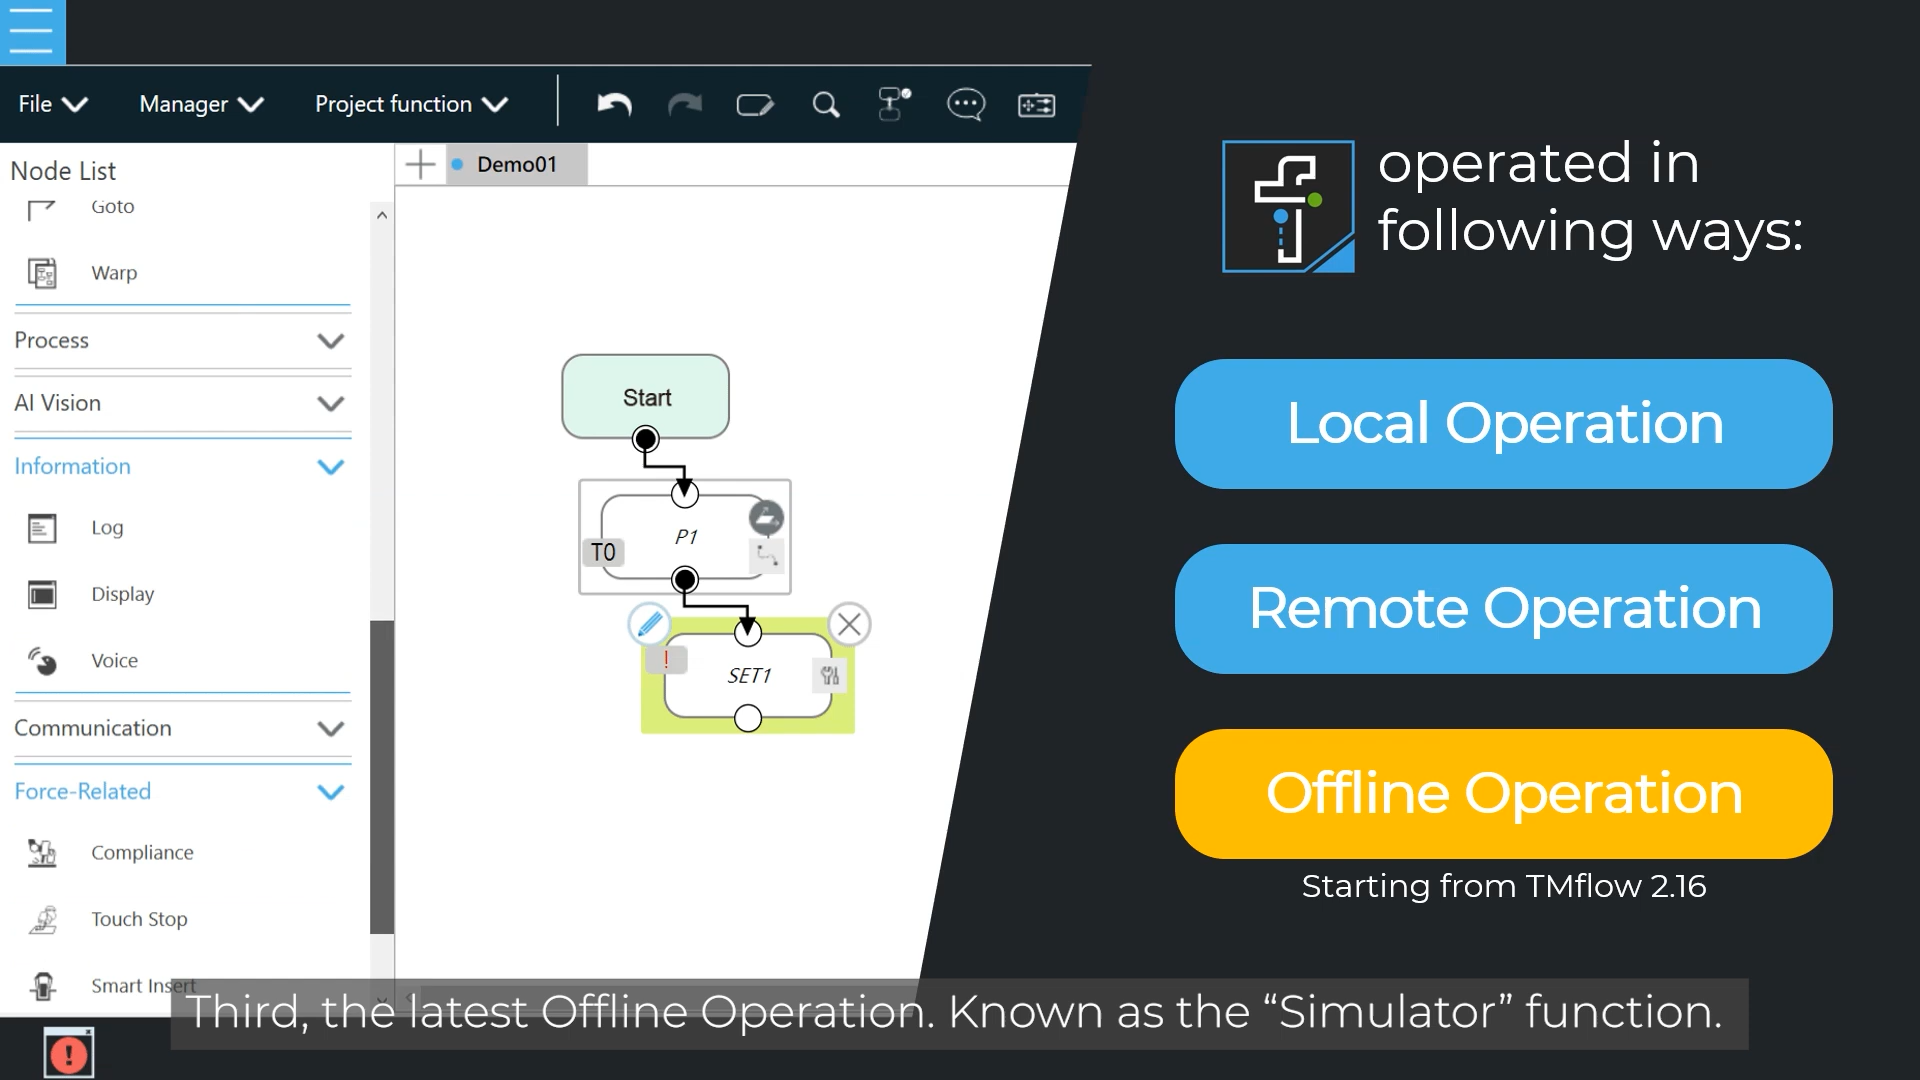 File
Manager
Project function
Node List
Demo01
Goto
Warp
Process
AI Vision
Information
Log
Display
Voice
Communication
Force-Related
Compliance
Touch Stop
Smart Insert
Start
P1
T0
!
SET1
operated in
following ways:
Local Operation
Remote Operation
Offline Operation
Starting from TMflow 2.16
Third, the latest Offline Operation. Known as the “Simulator” function.
!